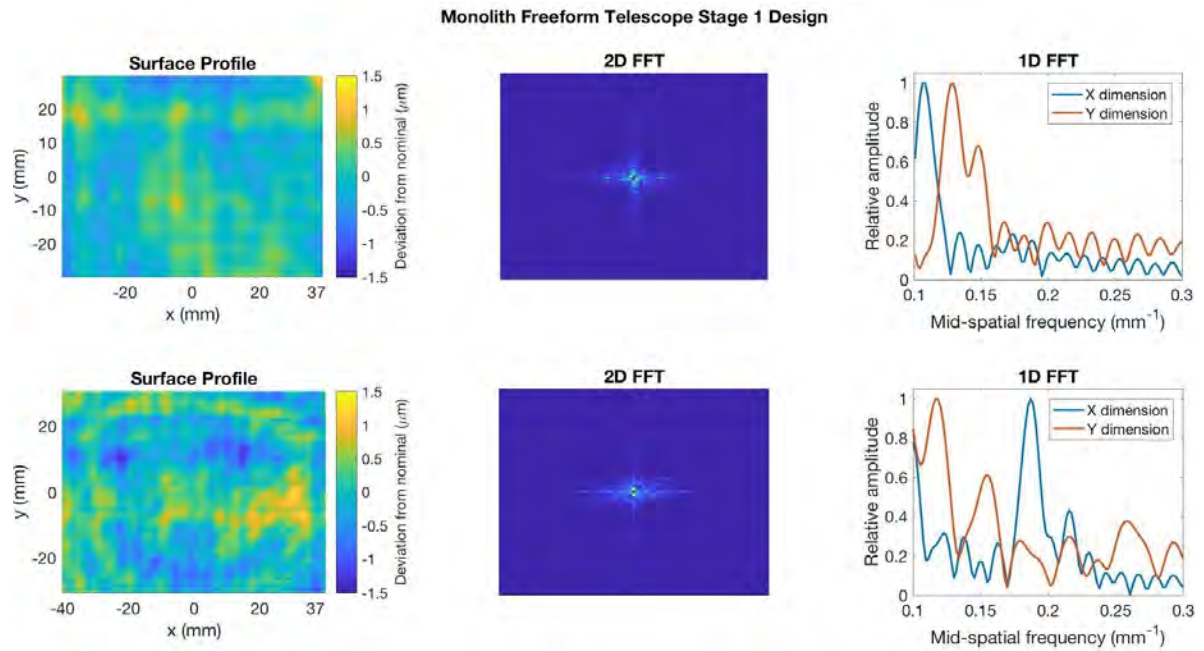 Monolith Freeform Telescope Stage 1 Design
Surface Profile
20
10
0
-10
-20
y (mm)
-20
0
20
37
x (mm)
1.5
1
0.5
0
-0.5
-1
-1.5
Deviation from nominal (μm)
2D FFT
1D FFT
1
0.8
0.6
0.4
0.2
0
Relative amplitude
X dimension
Y dimension
0.1
0.15
0.2
0.25
0.3
Mid-spatial frequency (mm⁻¹)
Surface Profile
20
0
-20
y (mm)
-40
-20
0
20
37
x (mm)
1.5
1
0.5
0
-0.5
-1
-1.5
Deviation from nominal (μm)
2D FFT
1D FFT
1
0.8
0.6
0.4
0.2
0
Relative amplitude
X dimension
Y dimension
0.1
0.15
0.2
0.25
0.3
Mid-spatial frequency (mm⁻¹)